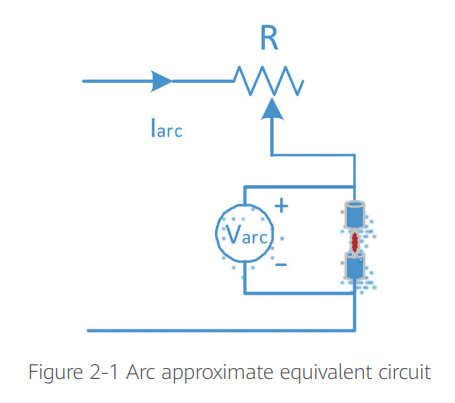 R
Iarc
+
Varc
−
Figure 2-1 Arc approximate equivalent circuit